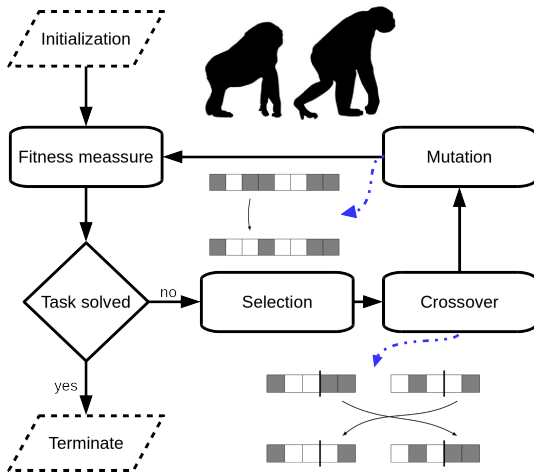 Initialization
Fitness meassure
Mutation
Task solved
no
Selection
Crossover
yes
Terminate